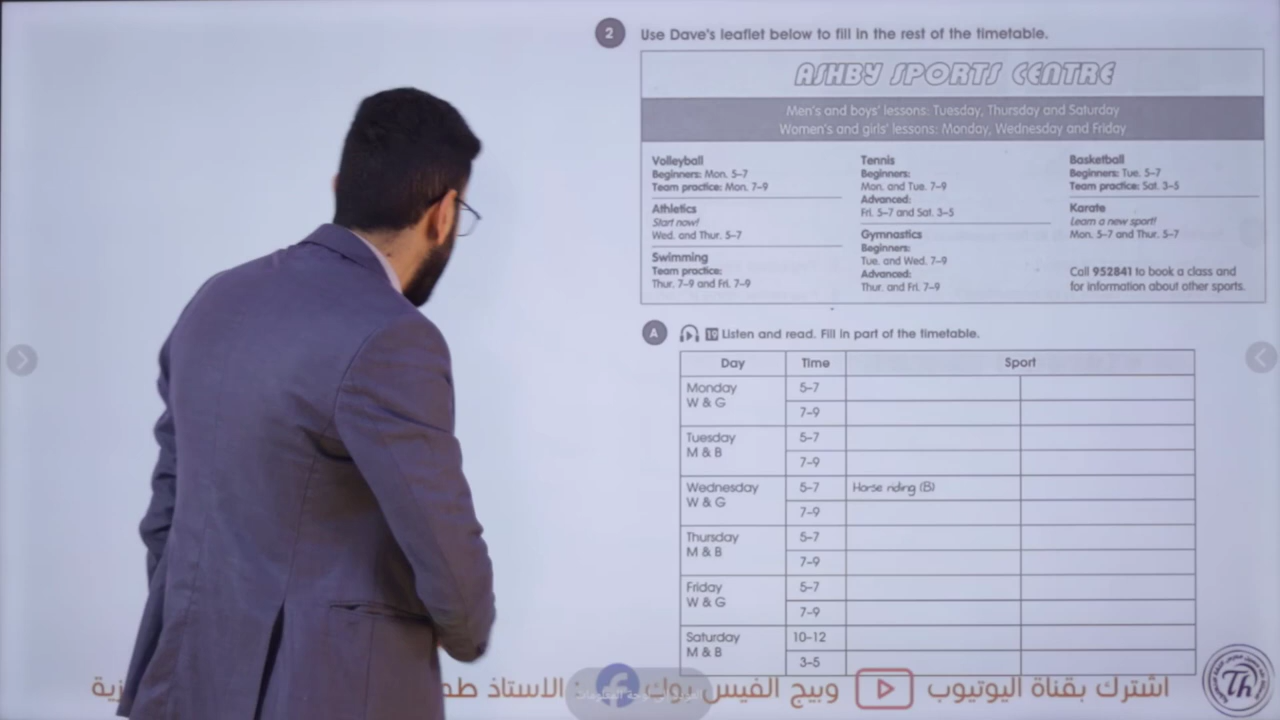 2 Use Dave's leaflet below to fill in the rest of the timetable.
ASHBY SPORTS CENTRE
Men's and boys' lessons: Tuesday, Thursday and Saturday
Women's and girls' lessons: Monday, Wednesday and Friday
Volleyball
Beginners: Mon. 5–7
Team practice: Mon. 7–9
Athletics
Start now!
Wed. and Thur. 5–7
Swimming
Team practice:
Thur. 7–9 and Fri. 7–9
Tennis
Beginners:
Mon. and Tue. 7–9
Advanced:
Fri. 5–7 and Sat. 3–5
Gymnastics
Beginners:
Tue. and Wed. 7–9
Advanced:
Thur. and Fri. 7–9
Basketball
Beginners: Tue. 5–7
Team practice: Sat. 3–5
Karate
Learn a new sport!
Mon. 5–7 and Thur. 5–7
Call 952841 to book a class and
for information about other sports.
A 19 Listen and read. Fill in part of the timetable.
Day Time Sport
Monday 5–7
W & G
7–9
Tuesday 5–7
M & B
7–9
Wednesday 5–7 Horse riding (B)
W & G
7–9
Thursday 5–7
M & B
7–9
Friday 5–7
W & G
7–9
Saturday 10–12
M & B
3–5
اشترك بقناة اليوتيوب وبيج الفيس بوك : الاستاذ
Th